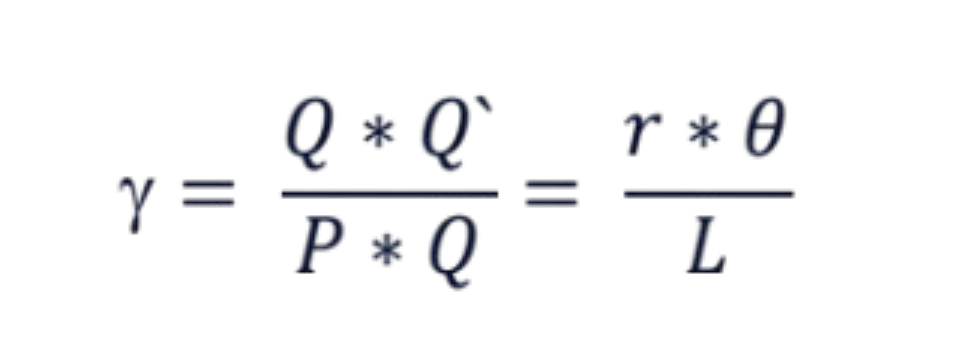 γ = Q * Q` / P * Q = r * θ / L